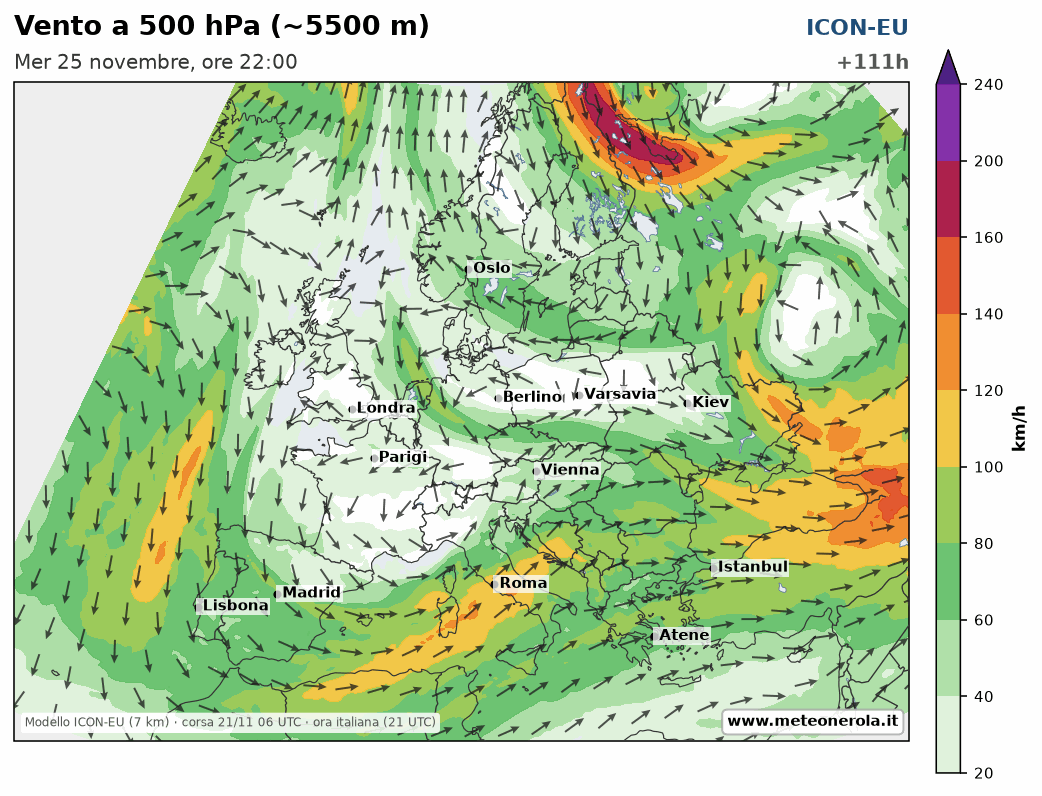 Vento a 500 hPa (~5500 m)
ICON-EU
Mer 25 novembre, ore 22:00
+111h
240
200
160
140
120
100
80
60
40
20
km/h
Oslo
Berlino
Varsavia
Kiev
Londra
Parigi
Vienna
Istanbul
Roma
Madrid
Lisbona
Atene
Modello ICON-EU (7 km) · corsa 21/11 06 UTC · ora italiana (21 UTC)
www.meteonerola.it